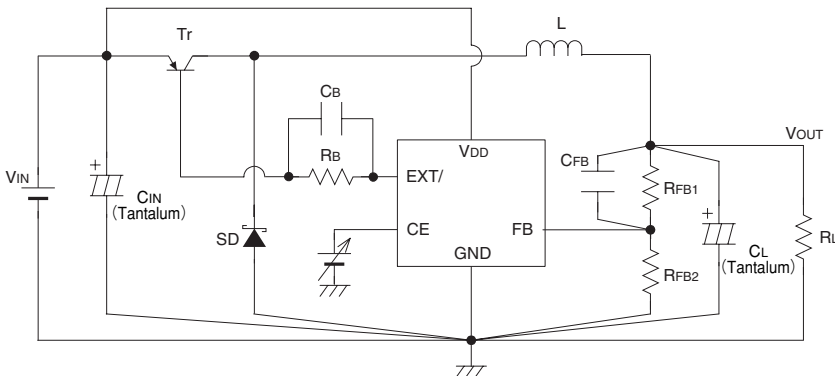 Tr
L
CB
RB
VDD
EXT/
CE
FB
GND
VIN
+
CIN
(Tantalum)
SD
CFB
RFB1
RFB2
VOUT
+
CL
(Tantalum)
RL